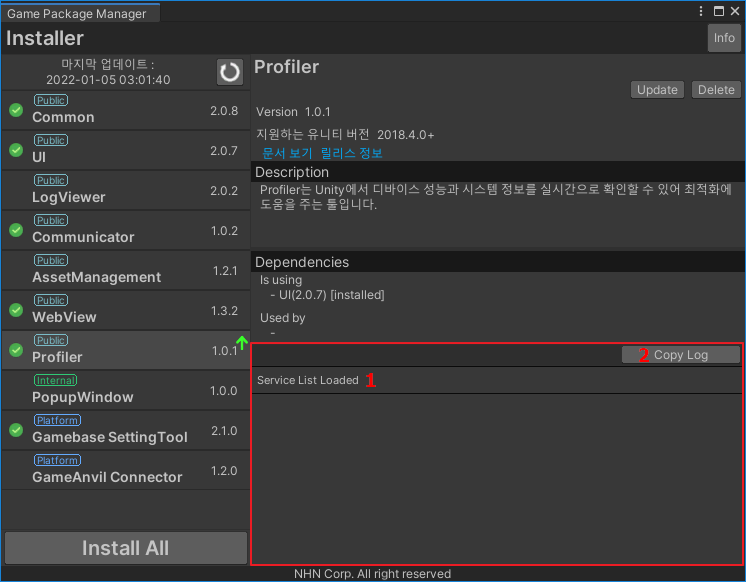 Game Package Manager
Installer
Info
마지막 업데이트 :
2022-01-05 03:01:40
Public
Common 2.0.8
Public
UI 2.0.7
Public
LogViewer 2.0.2
Public
Communicator 1.0.2
Public
AssetManagement 1.2.1
Public
WebView 1.3.2
Public
Profiler 1.0.1
Internal
PopupWindow 1.0.0
Platform
Gamebase SettingTool 2.1.0
Platform
GameAnvil Connector 1.2.0
Install All
Profiler
Update Delete
Version 1.0.1
지원하는 유니티 버전 2018.4.0+
문서 보기 릴리스 정보
Description
Profiler는 Unity에서 디바이스 성능과 시스템 정보를 실시간으로 확인할 수 있어 최적화에
도움을 주는 툴입니다.
Dependencies
Is using
- UI(2.0.7) [installed]
Used by
-
2 Copy Log
Service List Loaded 1
NHN Corp. All right reserved